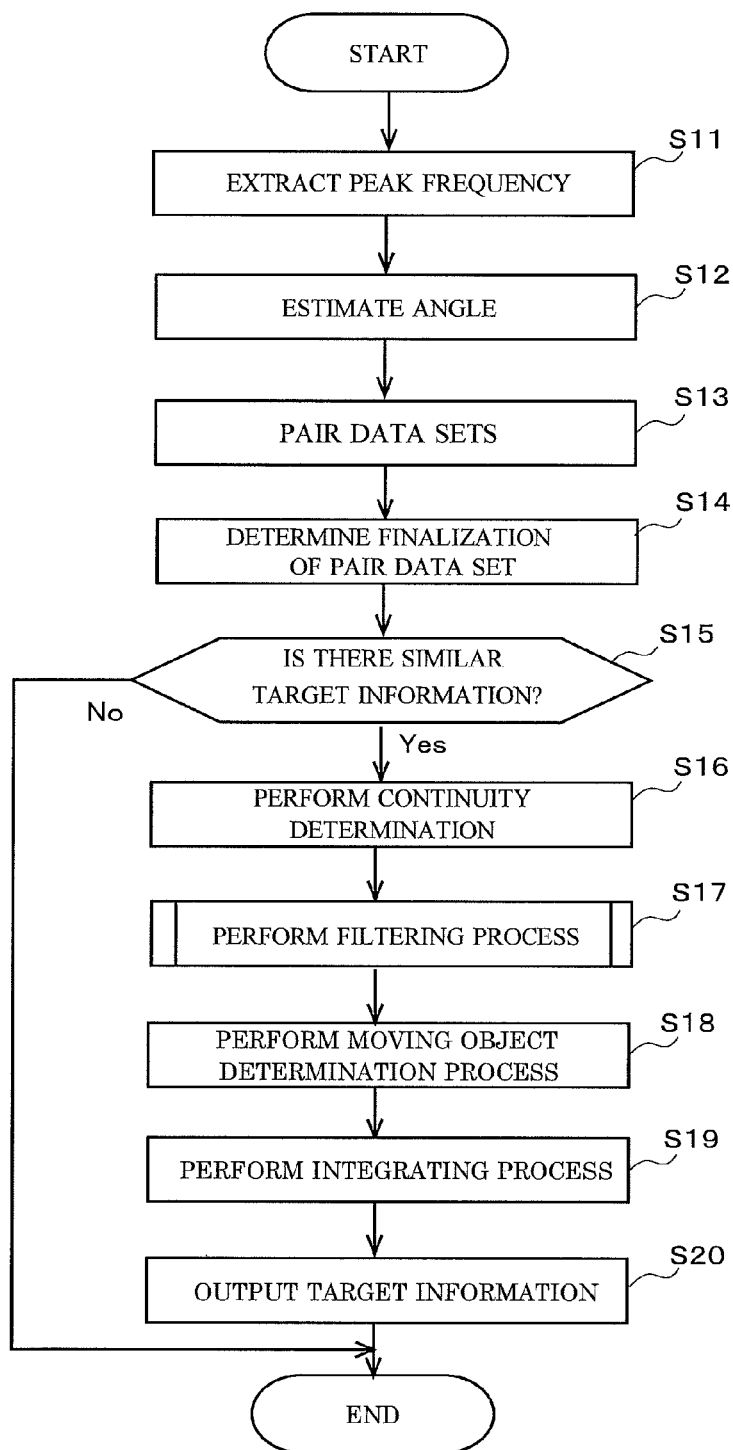 START
S11
EXTRACT PEAK FREQUENCY
S12
ESTIMATE ANGLE
S13
PAIR DATA SETS
S14
DETERMINE FINALIZATION
OF PAIR DATA SET
S15
IS THERE SIMILAR
TARGET INFORMATION?
No
Yes
S16
PERFORM CONTINUITY
DETERMINATION
S17
PERFORM FILTERING PROCESS
S18
PERFORM MOVING OBJECT
DETERMINATION PROCESS
S19
PERFORM INTEGRATING PROCESS
S20
OUTPUT TARGET INFORMATION
END